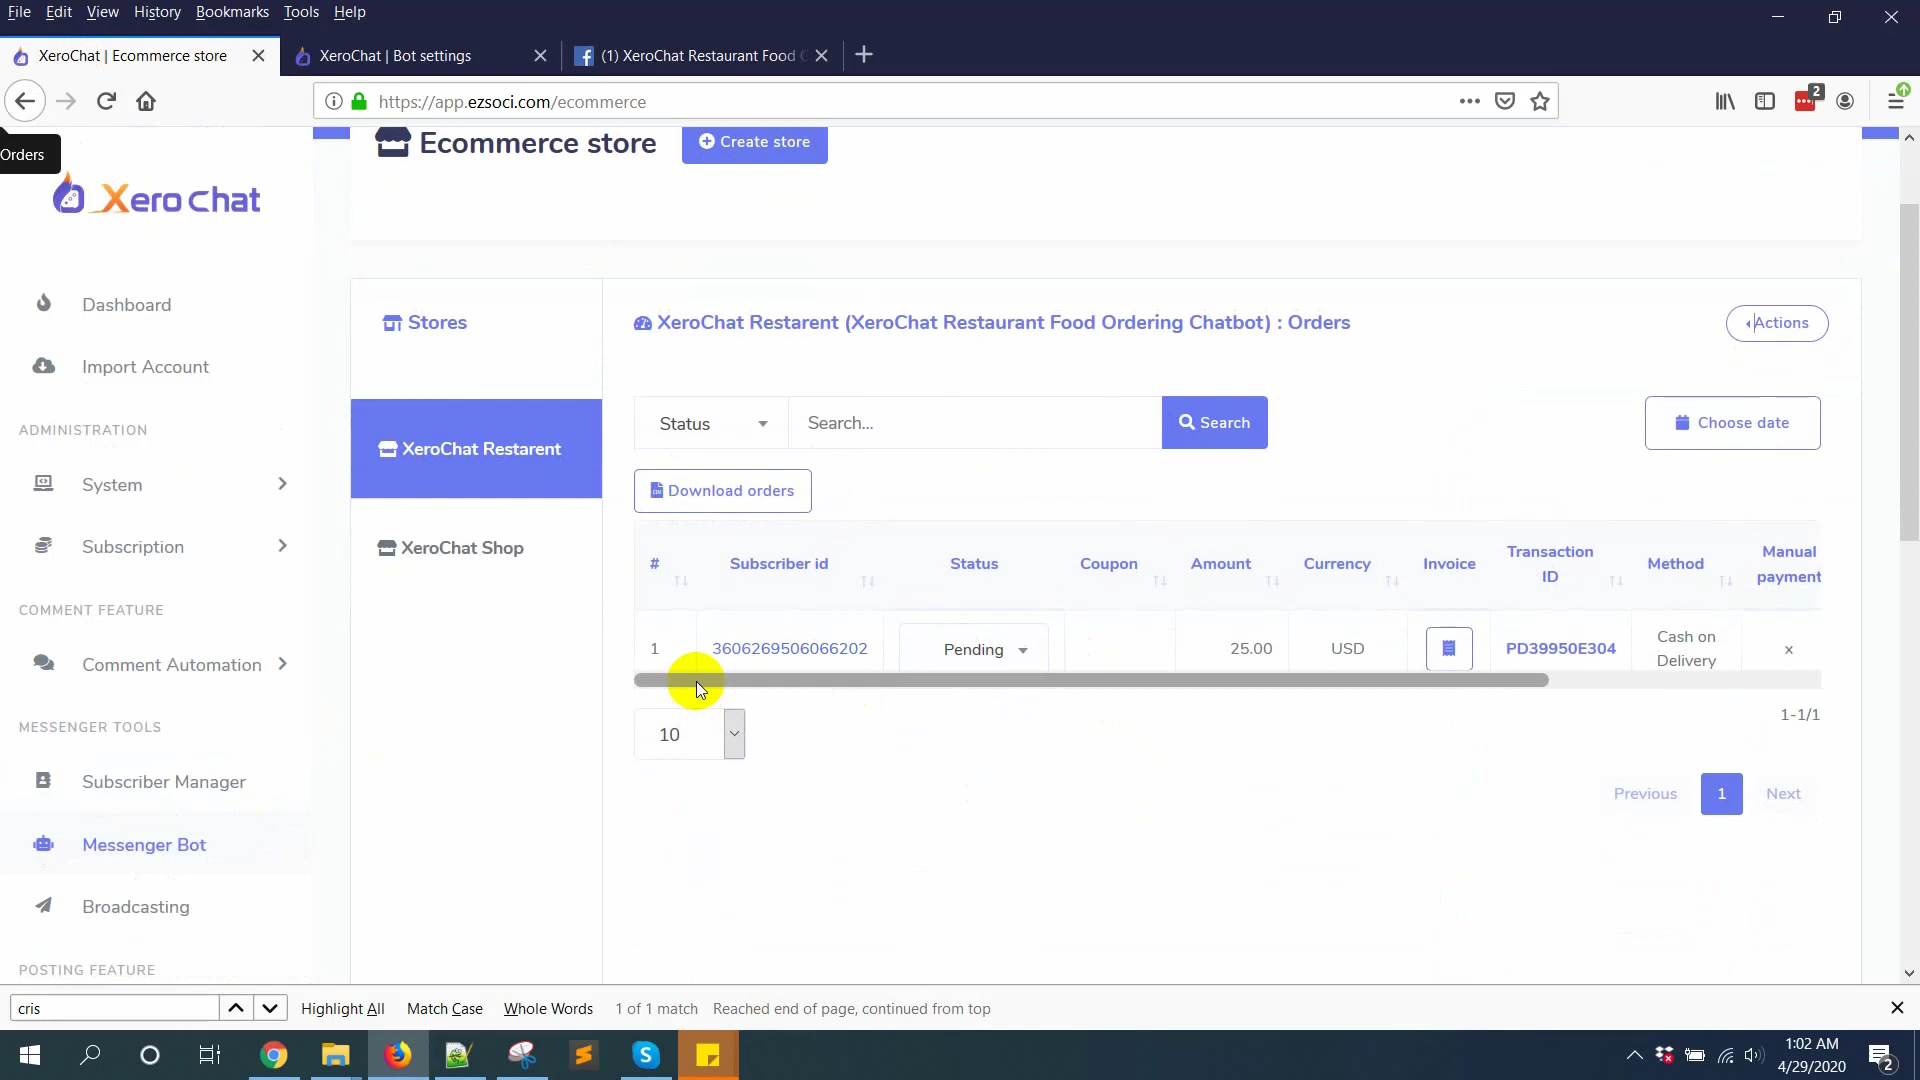 File Edit View History Bookmarks Tools Help
XeroChat | Ecommerce store
XeroChat | Bot settings
(1) XeroChat Restaurant Food
https://app.ezsoci.com/ecommerce
2
Orders
Xero Chat
Dashboard
Import Account
ADMINISTRATION
System
Subscription
COMMENT FEATURE
Comment Automation
MESSENGER TOOLS
Subscriber Manager
Messenger Bot
Broadcasting
POSTING FEATURE
Ecommerce store
Create store
Stores
XeroChat Restarent
XeroChat Shop
XeroChat Restarent (XeroChat Restaurant Food Ordering Chatbot) : Orders
Actions
Status
Search...
Search
Choose date
Download orders
# Subscriber id Status Coupon Amount Currency Invoice Transaction ID Method Manual payment
1 3606269506066202 Pending 25.00 USD PD39950E304 Cash on Delivery ×
10
1-1/1
Previous 1 Next
cris
Highlight All Match Case Whole Words 1 of 1 match Reached end of page, continued from top
1:02 AM
4/29/2020
2